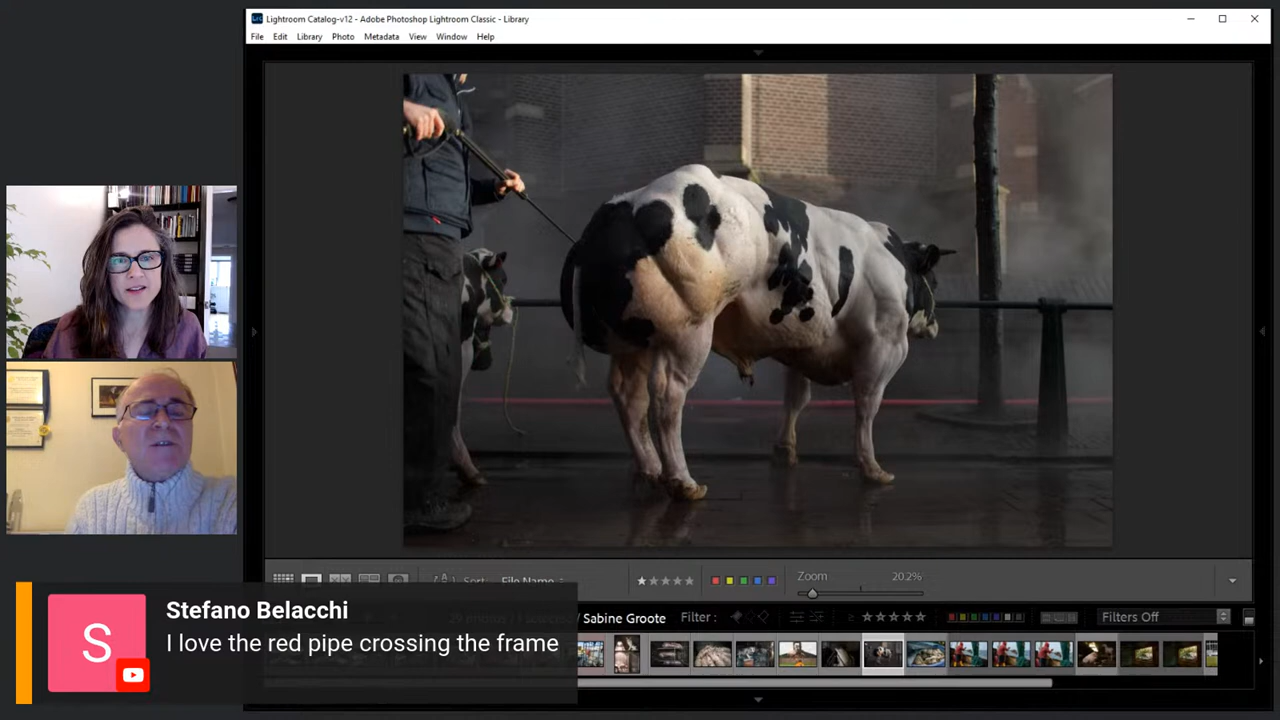 Lightroom Catalog-v12 - Adobe Photoshop Lightroom Classic - Library
File Edit Library Photo Metadata View Window Help
Sort: File Name
Zoom 20.2%
Sabine Groote Filter: Filters Off
S
Stefano Belacchi
I love the red pipe crossing the frame